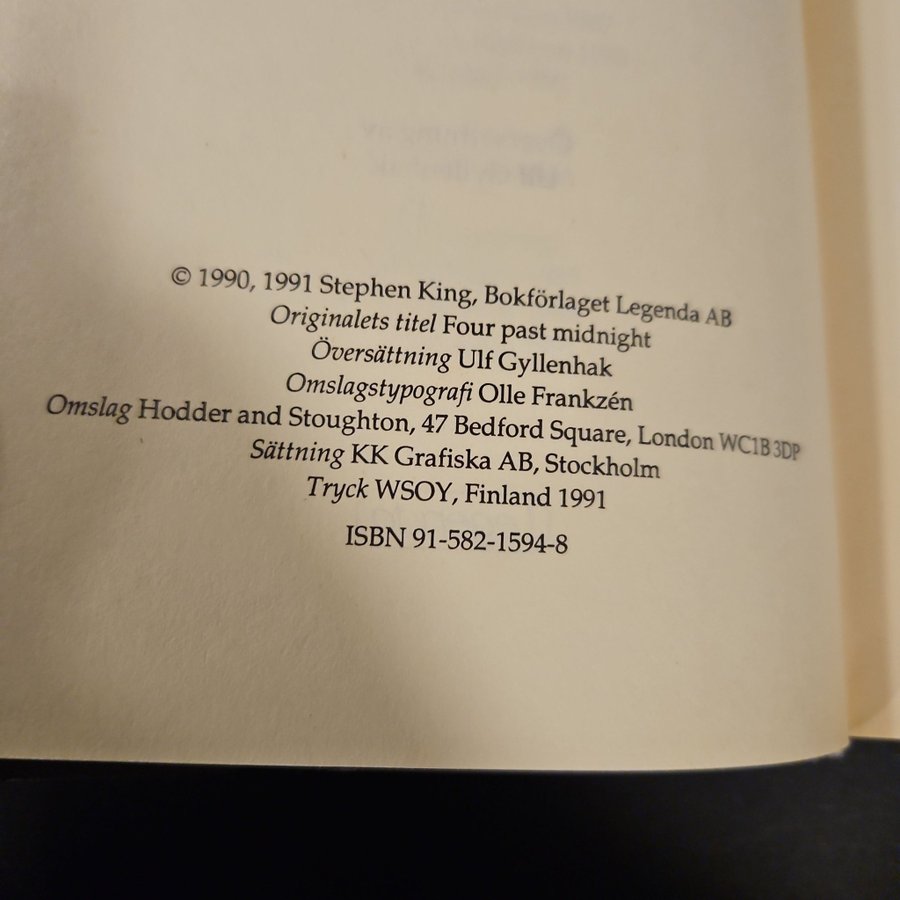 © 1990, 1991 Stephen King, Bokförlaget Legenda AB
Originalets titel Four past midnight
Översättning Ulf Gyllenhak
Omslagstypografi Olle Frankzén
Omslag Hodder and Stoughton, 47 Bedford Square, London WC1B 3DP
Sättning KK Grafiska AB, Stockholm
Tryck WSOY, Finland 1991
ISBN 91-582-1594-8